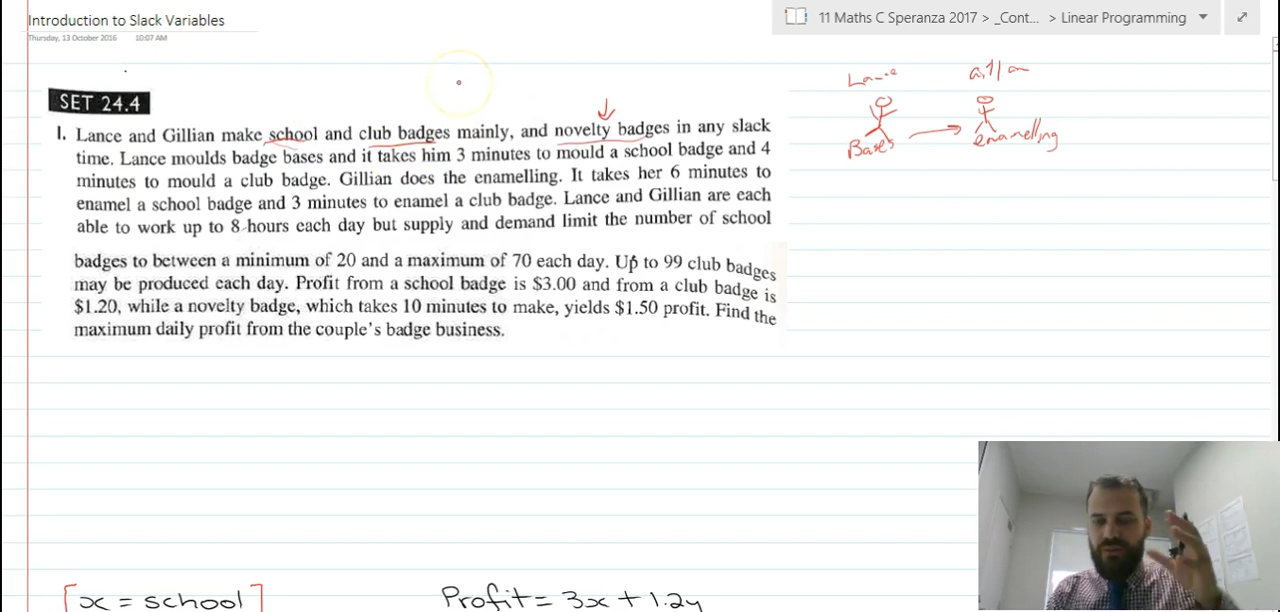 Introduction to Slack Variables
Thursday, 13 October 2016 10:07 AM
11 Maths C Speranza 2017 > _Cont... > Linear Programming
SET 24.4
1. Lance and Gillian make school and club badges mainly, and novelty badges in any slack
time. Lance moulds badge bases and it takes him 3 minutes to mould a school badge and 4
minutes to mould a club badge. Gillian does the enamelling. It takes her 6 minutes to
enamel a school badge and 3 minutes to enamel a club badge. Lance and Gillian are each
able to work up to 8 hours each day but supply and demand limit the number of school
badges to between a minimum of 20 and a maximum of 70 each day. Up to 99 club badges
may be produced each day. Profit from a school badge is $3.00 and from a club badge is
$1.20, while a novelty badge, which takes 10 minutes to make, yields $1.50 profit. Find the
maximum daily profit from the couple's badge business.
Lance
Gillian
Bases
enamelling
[x = school]
Profit = 3x + 1.2y